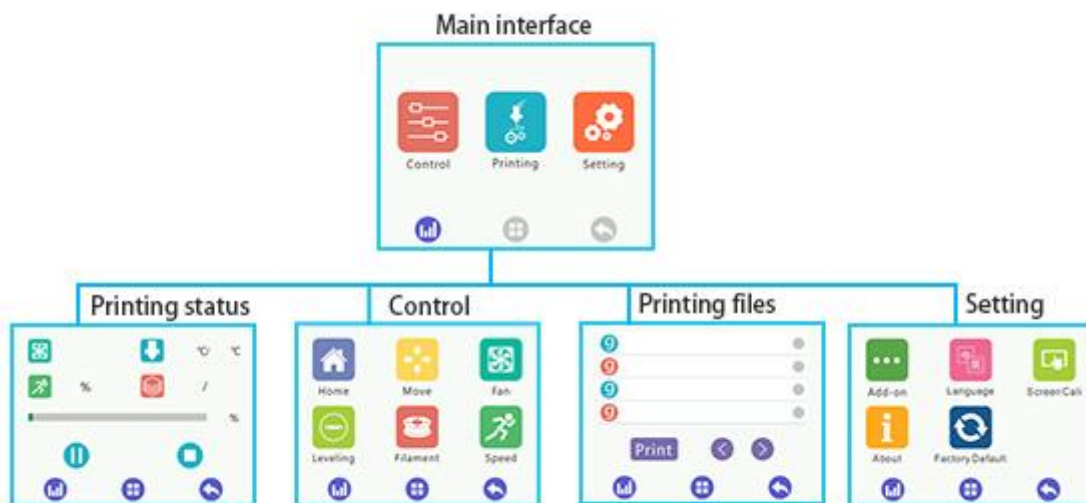 Main interface
Control Printing Setting
Printing status Control Printing files Setting
℃/ ℃
% /
%
Home Move Fan
Leveling Filament Speed
g
g
g
g
Print < >
Add-on Language Screen Cali
About Factory Default